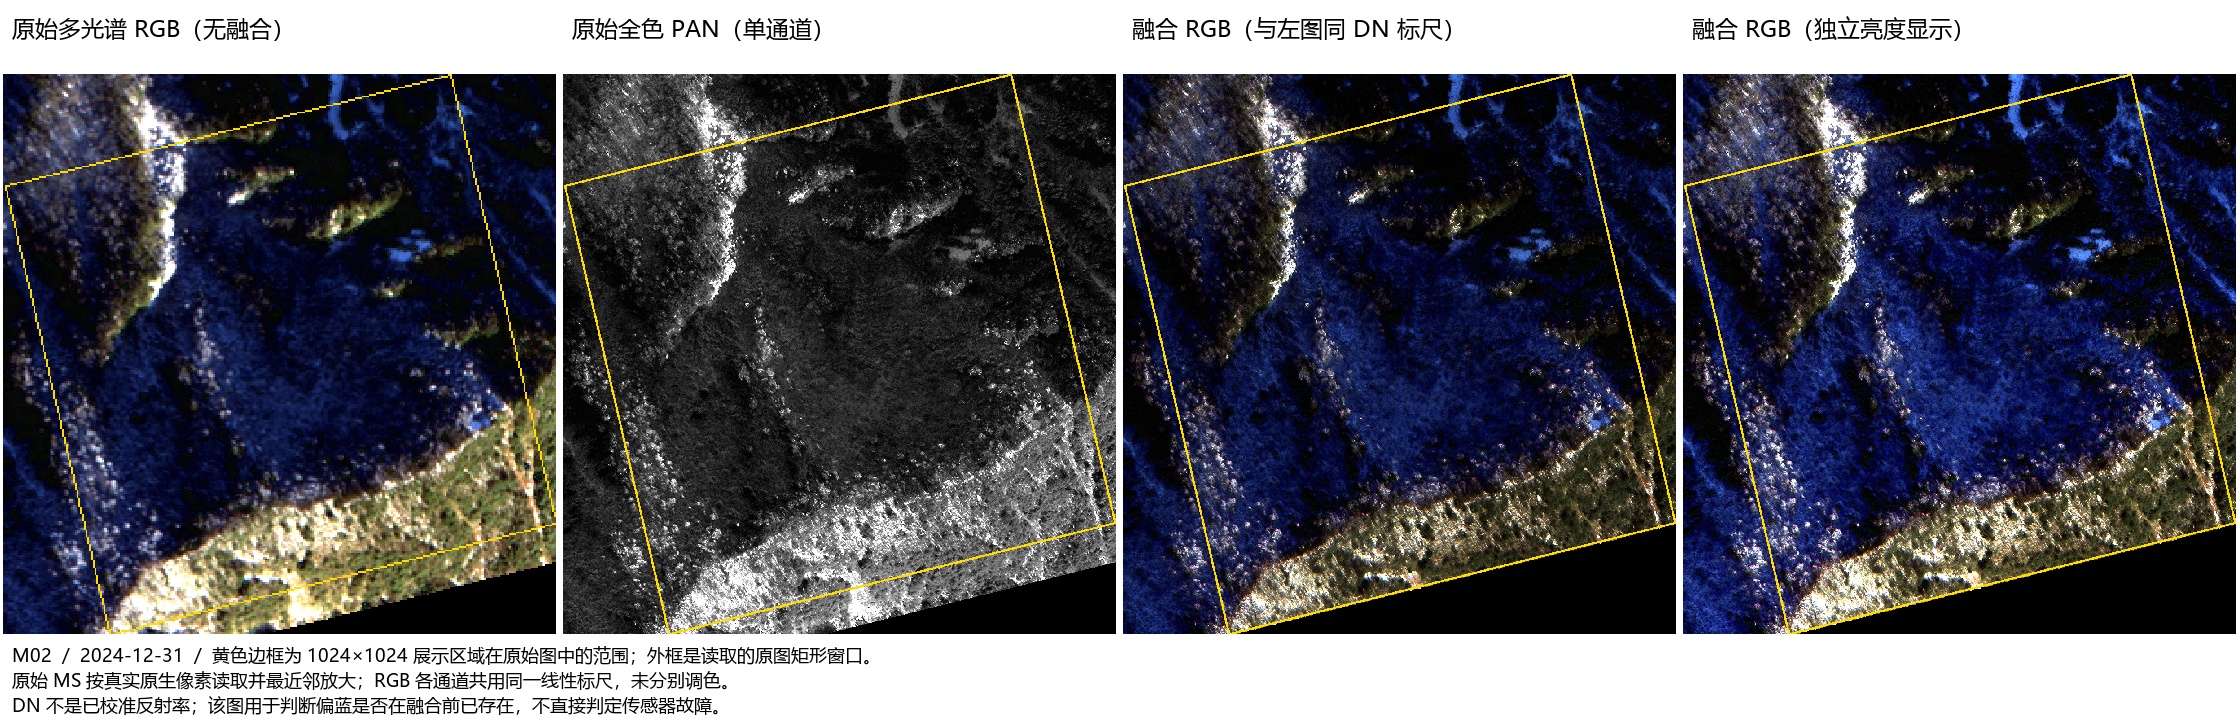 原始多光谱 RGB（无融合）
原始全色 PAN（单通道）
融合 RGB（与左图同 DN 标尺）
融合 RGB（独立亮度显示）
M02 / 2024-12-31 / 黄色边框为 1024×1024 展示区域在原始图中的范围；外框是读取的原图矩形窗口。
原始 MS 按真实原生像素读取并最近邻放大；RGB 各通道共用同一线性标尺，未分别调色。
DN 不是已校准反射率；该图用于判断偏蓝是否在融合前已存在，不直接判定传感器故障。